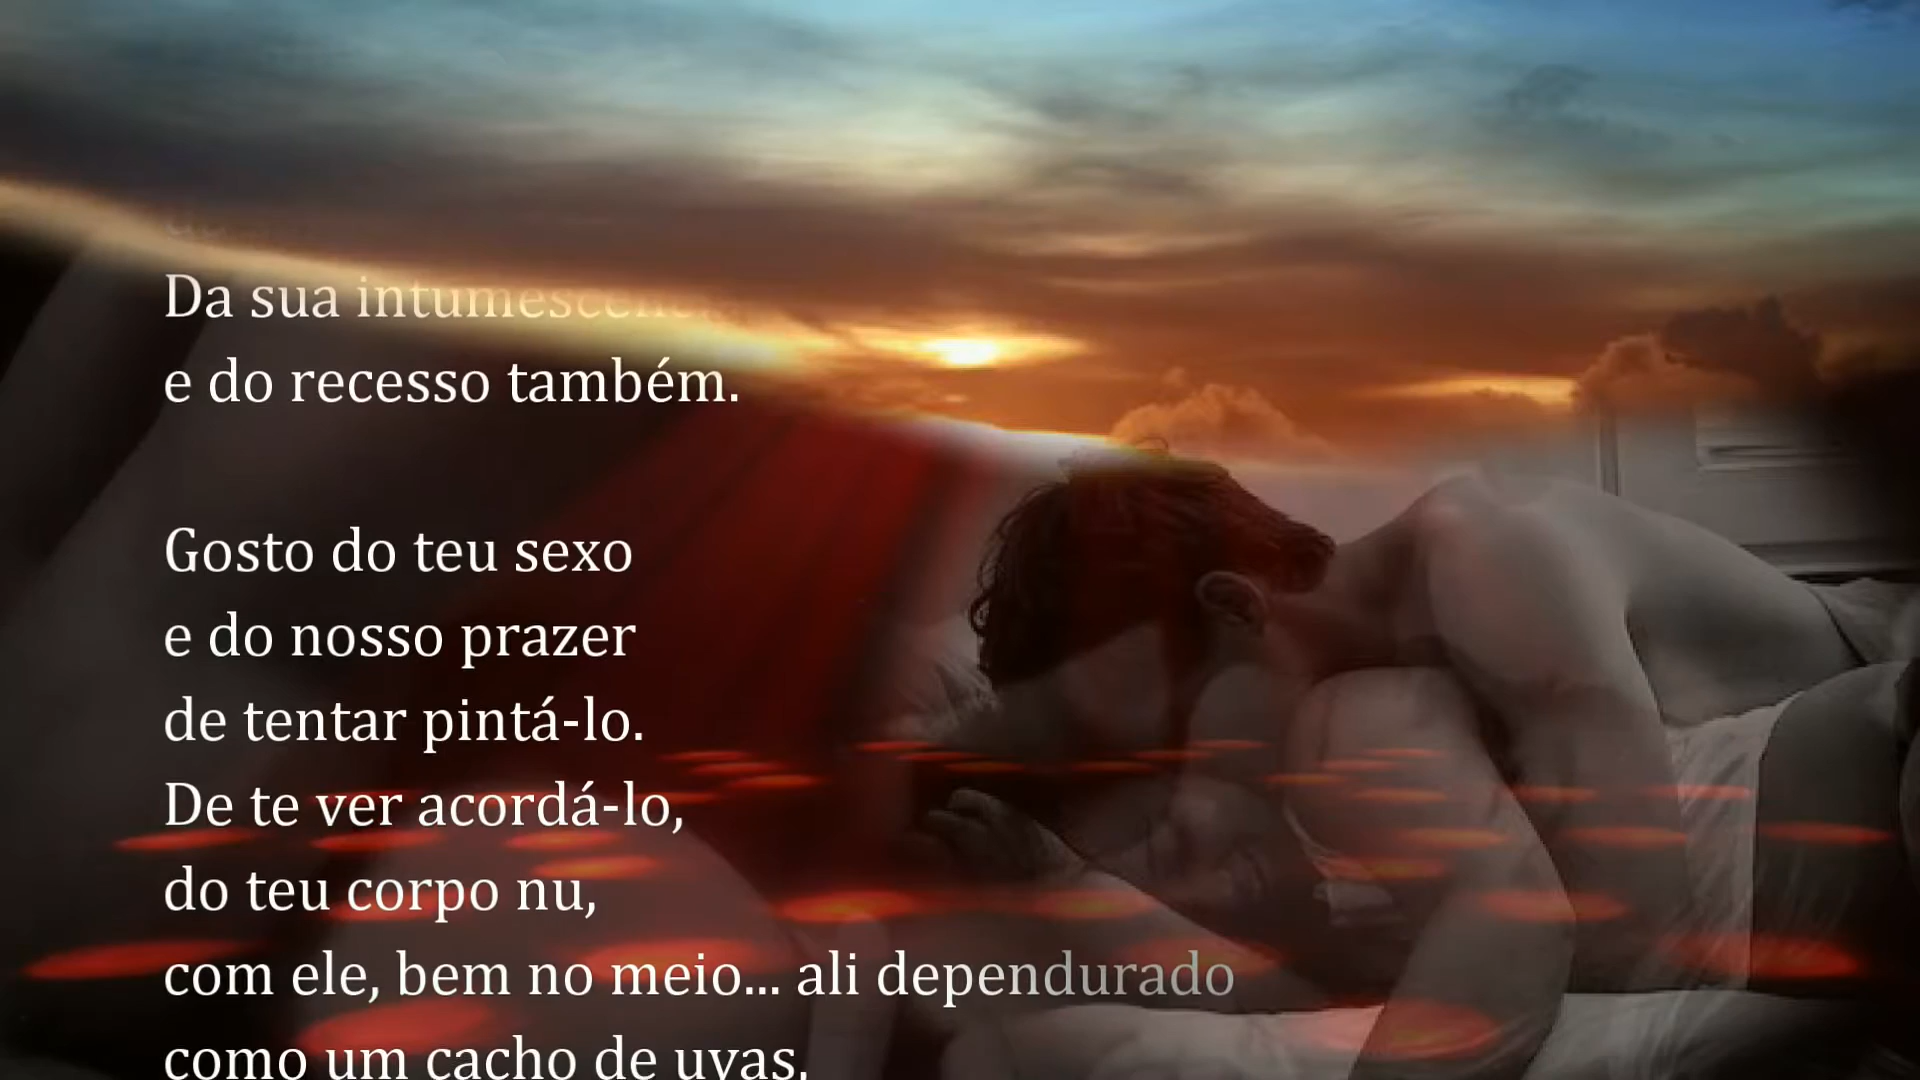 Da sua
e do recesso também.
Gosto do teu sexo
e do nosso prazer
de tentar pintá-lo.
De te ver acordá-lo,
do teu corpo nu,
com ele, bem no meio... ali dependurado
como um cacho de uvas,